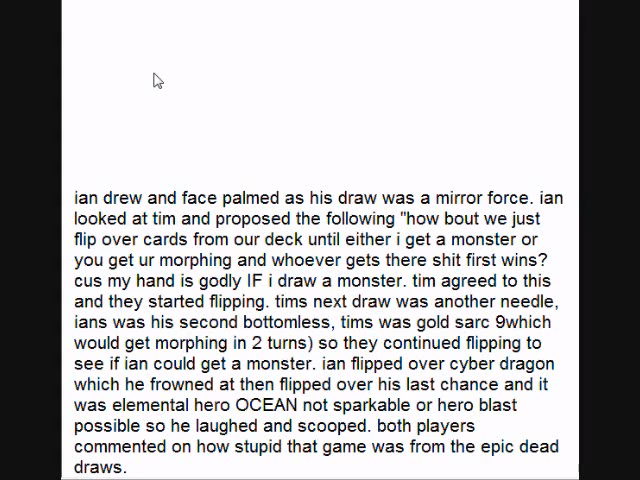 ian drew and face palmed as his draw was a mirror force. ian
looked at tim and proposed the following "how bout we just
flip over cards from our deck until either i get a monster or
you get ur morphing and whoever gets there shit first wins?
cus my hand is godly IF i draw a monster. tim agreed to this
and they started flipping. tims next draw was another needle,
ians was his second bottomless, tims was gold sarc 9which
would get morphing in 2 turns) so they continued flipping to
see if ian could get a monster. ian flipped over cyber dragon
which he frowned at then flipped over his last chance and it
was elemental hero OCEAN not sparkable or hero blast
possible so he laughed and scooped. both players
commented on how stupid that game was from the epic dead
draws.